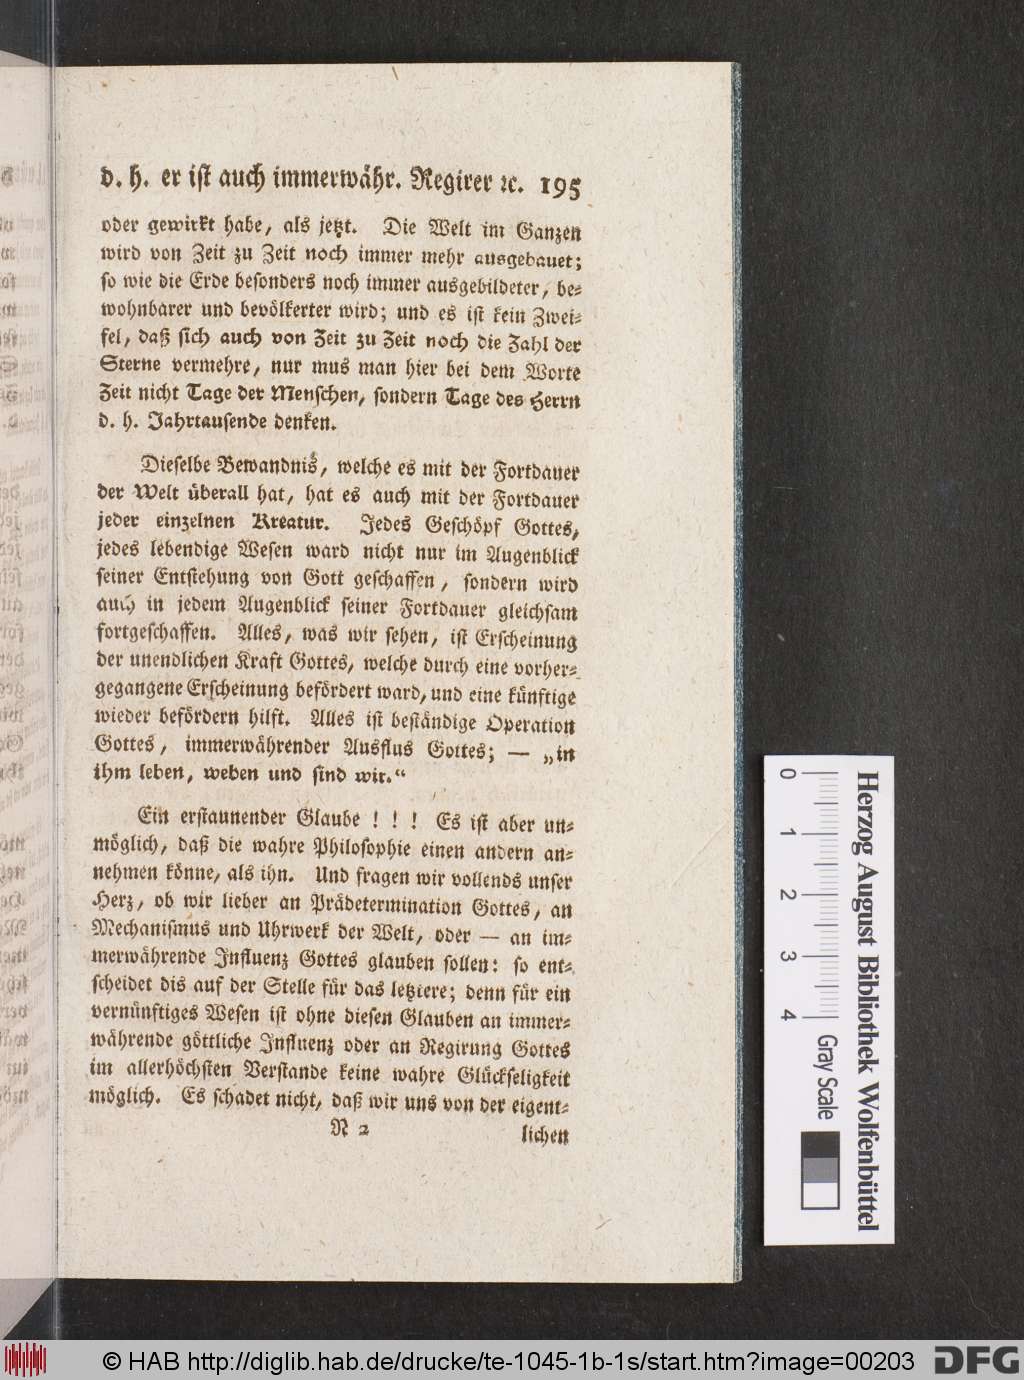 d. h. er ist auch immerwähr. Regirer ꝛc. 195
oder gewirkt habe, als jetzt. Die Welt im Ganzen
wird von Zeit zu Zeit noch immer mehr ausgebauet;
so wie die Erde besonders noch immer ausgebildeter, be-
wohnbarer und bevölkerter wird; und es ist kein Zwei-
fel, daß sich auch von Zeit zu Zeit noch die Zahl der
Sterne vermehre, nur mus man hier bei dem Worte
Zeit nicht Tage der Menschen, sondern Tage des Herrn
d. h. Jahrtausende denken.
Dieselbe Bewandnis, welche es mit der Fortdauer
der Welt überall hat, hat es auch mit der Fortdauer
jeder einzelnen Kreatur. Jedes Geschöpf Gottes,
jedes lebendige Wesen ward nicht nur im Augenblick
seiner Entstehung von Gott geschaffen, sondern wird
auch in jedem Augenblick seiner Fortdauer gleichsam
fortgeschaffen. Alles, was wir sehen, ist Erscheinung
der unendlichen Kraft Gottes, welche durch eine vorher-
gegangene Erscheinung befördert ward, und eine künftige
wieder befördern hilft. Alles ist beständige Operation
Gottes, immerwährender Ausflus Gottes; — „in
ihm leben, weben und sind wir.“
Ein erstaunender Glaube ! ! ! Es ist aber un-
möglich, daß die wahre Philosophie einen andern an-
nehmen könne, als ihn. Und fragen wir vollends unser
Herz, ob wir lieber an Prädetermination Gottes, an
Mechanismus und Uhrwerk der Welt, oder — an im-
merwährende Influenz Gottes glauben sollen: so ent-
scheidet dis auf der Stelle für das letztere; denn für ein
vernünftiges Wesen ist ohne diesen Glauben an immer-
währende göttliche Influenz oder an Regirung Gottes
im allerhöchsten Verstande keine wahre Glückseligkeit
möglich. Es schadet nicht, daß wir uns von der eigent-
N 2 lichen
Herzog August Bibliothek Wolfenbüttel
0 1 2 3 4 Gray Scale
© HAB http://diglib.hab.de/drucke/te-1045-1b-1s/start.htm?image=00203 DFG